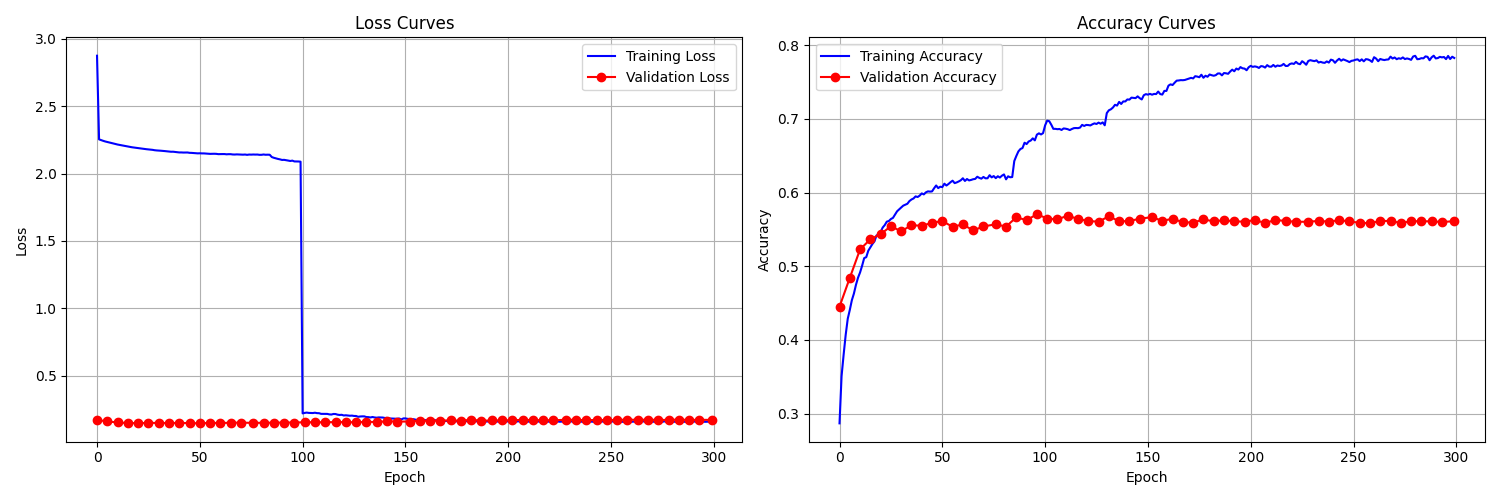 Loss Curves
3.0
2.5
2.0
1.5
1.0
0.5
Loss
Training Loss
Validation Loss
0 50 100 150 200 250 300
Epoch
Accuracy Curves
0.8
0.7
0.6
0.5
0.4
0.3
Accuracy
Training Accuracy
Validation Accuracy
0 50 100 150 200 250 300
Epoch